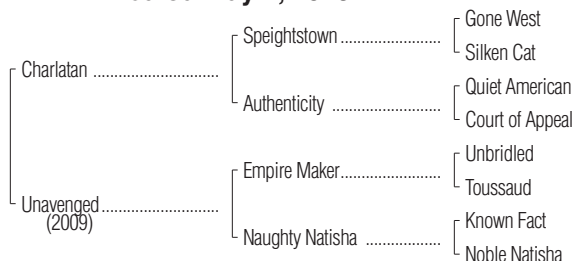 Gone West
Speightstown
Silken Cat
Charlatan
Quiet American
Authenticity
Court of Appeal
Unbridled
Empire Maker
Toussaud
Unavenged
(2009)
Known Fact
Naughty Natisha
Noble Natisha